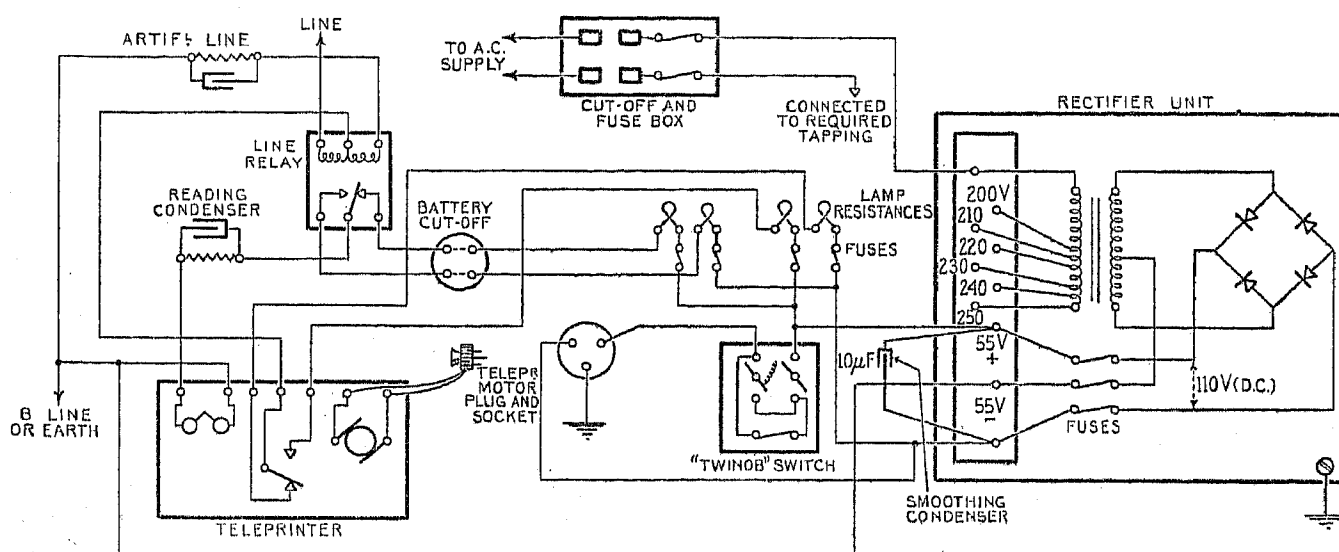 ARTIFL LINE
LINE
TO A.C.
SUPPLY
CUT-OFF AND
FUSE BOX
CONNECTED
TO REQUIRED
TAPPING
RECTIFIER UNIT
LINE
RELAY
READING
CONDENSER
BATTERY
CUT-OFF
LAMP
RESISTANCES
FUSES
200V
210
220
230
240
250
55V
+
55V
-
10µF
110V(D.C.)
FUSES
TELEPR
MOTOR
PLUG AND
SOCKET
B LINE
OR EARTH
"TWINOB" SWITCH
SMOOTHING
CONDENSER
TELEPRINTER